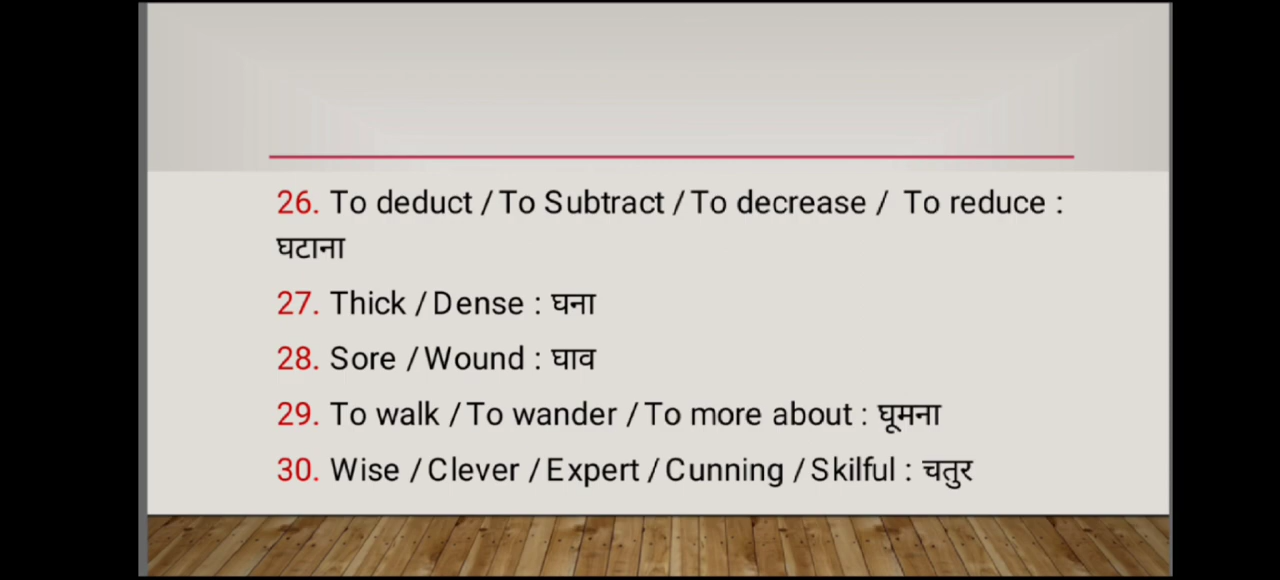 26. To deduct / To Subtract / To decrease / To reduce :
घटाना
27. Thick / Dense : घना
28. Sore / Wound : घाव
29. To walk / To wander / To more about : घूमना
30. Wise / Clever / Expert / Cunning / Skilful : चतुर